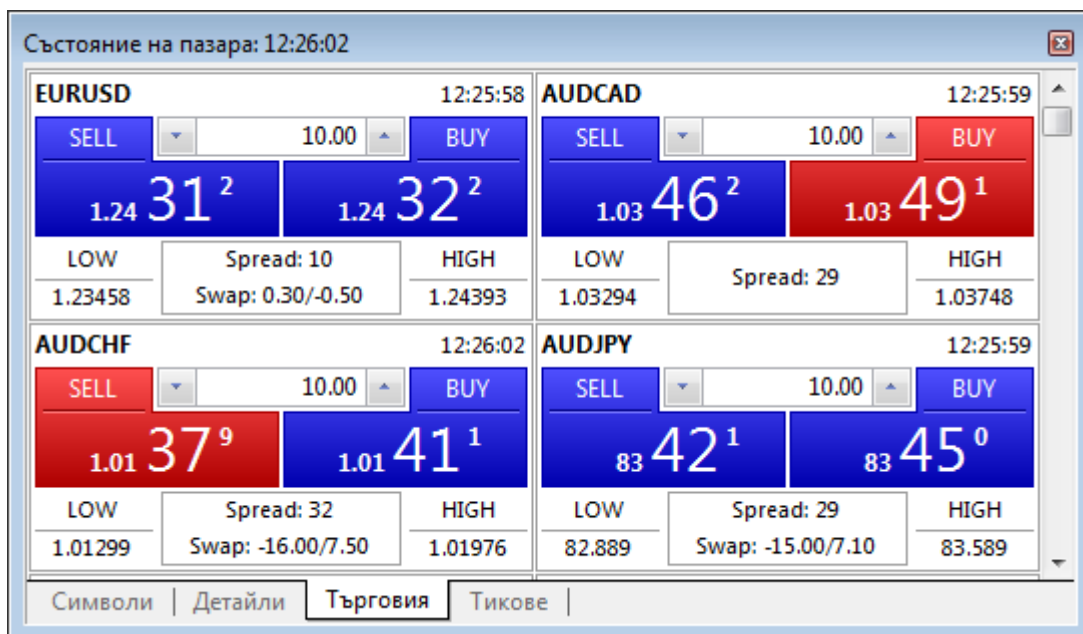 Състояние на пазара: 12:26:02
EURUSD 12:25:58
SELL 10.00 BUY
1.24 31 2 1.24 32 2
LOW Spread: 10 HIGH
1.23458 Swap: 0.30/-0.50 1.24393
AUDCAD 12:25:59
SELL 10.00 BUY
1.03 46 2 1.03 49 1
LOW Spread: 29 HIGH
1.03294 1.03748
AUDCHF 12:26:02
SELL 10.00 BUY
1.01 37 9 1.01 41 1
LOW Spread: 32 HIGH
1.01299 Swap: -16.00/7.50 1.01976
AUDJPY 12:25:59
SELL 10.00 BUY
83 42 1 83 45 0
LOW Spread: 29 HIGH
82.889 Swap: -15.00/7.10 83.589
Символи | Детайли Търговия Тикове |